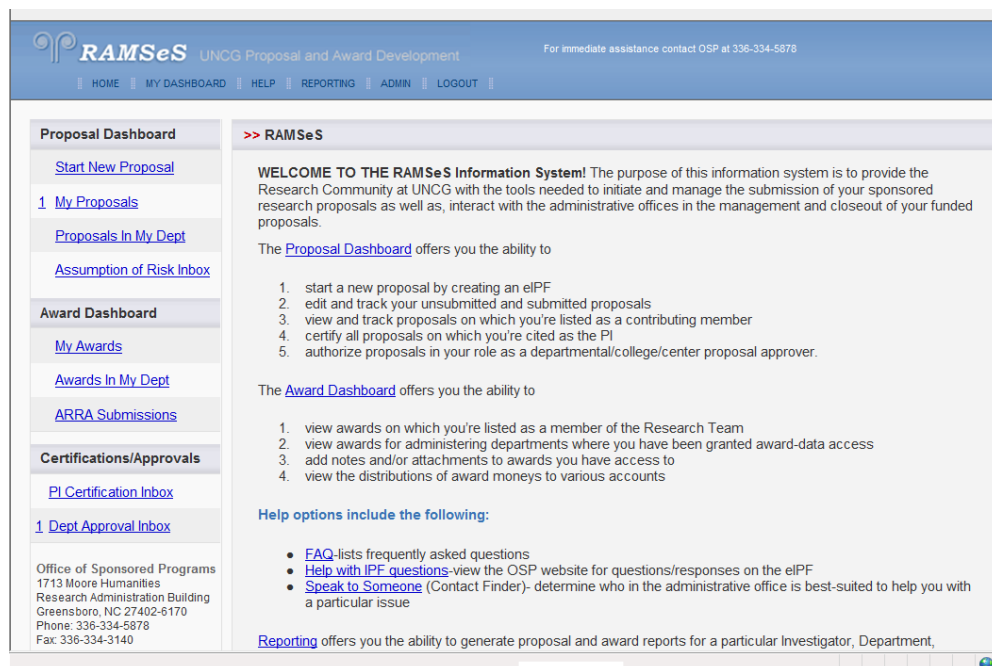 RAMSeS UNCG Proposal and Award Development
For immediate assistance contact OSP at 336-334-5878
HOME MY DASHBOARD HELP REPORTING ADMIN LOGOUT
Proposal Dashboard
Start New Proposal
1 My Proposals
Proposals In My Dept
Assumption of Risk Inbox
Award Dashboard
My Awards
Awards In My Dept
ARRA Submissions
Certifications/Approvals
PI Certification Inbox
1 Dept Approval Inbox
Office of Sponsored Programs
1713 Moore Humanities
Research Administration Building
Greensboro, NC 27402-6170
Phone: 336-334-5878
Fax: 336-334-3140
>> RAMSeS
WELCOME TO THE RAMSeS Information System! The purpose of this information system is to provide the
Research Community at UNCG with the tools needed to initiate and manage the submission of your sponsored
research proposals as well as, interact with the administrative offices in the management and closeout of your funded
proposals.
The Proposal Dashboard offers you the ability to
1. start a new proposal by creating an eIPF
2. edit and track your unsubmitted and submitted proposals
3. view and track proposals on which you're listed as a contributing member
4. certify all proposals on which you're cited as the PI
5. authorize proposals in your role as a departmental/college/center proposal approver.
The Award Dashboard offers you the ability to
1. view awards on which you're listed as a member of the Research Team
2. view awards for administering departments where you have been granted award-data access
3. add notes and/or attachments to awards you have access to
4. view the distributions of award moneys to various accounts
Help options include the following:
● FAQ-lists frequently asked questions
● Help with IPF questions-view the OSP website for questions/responses on the eIPF
● Speak to Someone (Contact Finder)- determine who in the administrative office is best-suited to help you with
a particular issue
Reporting offers you the ability to generate proposal and award reports for a particular Investigator, Department,